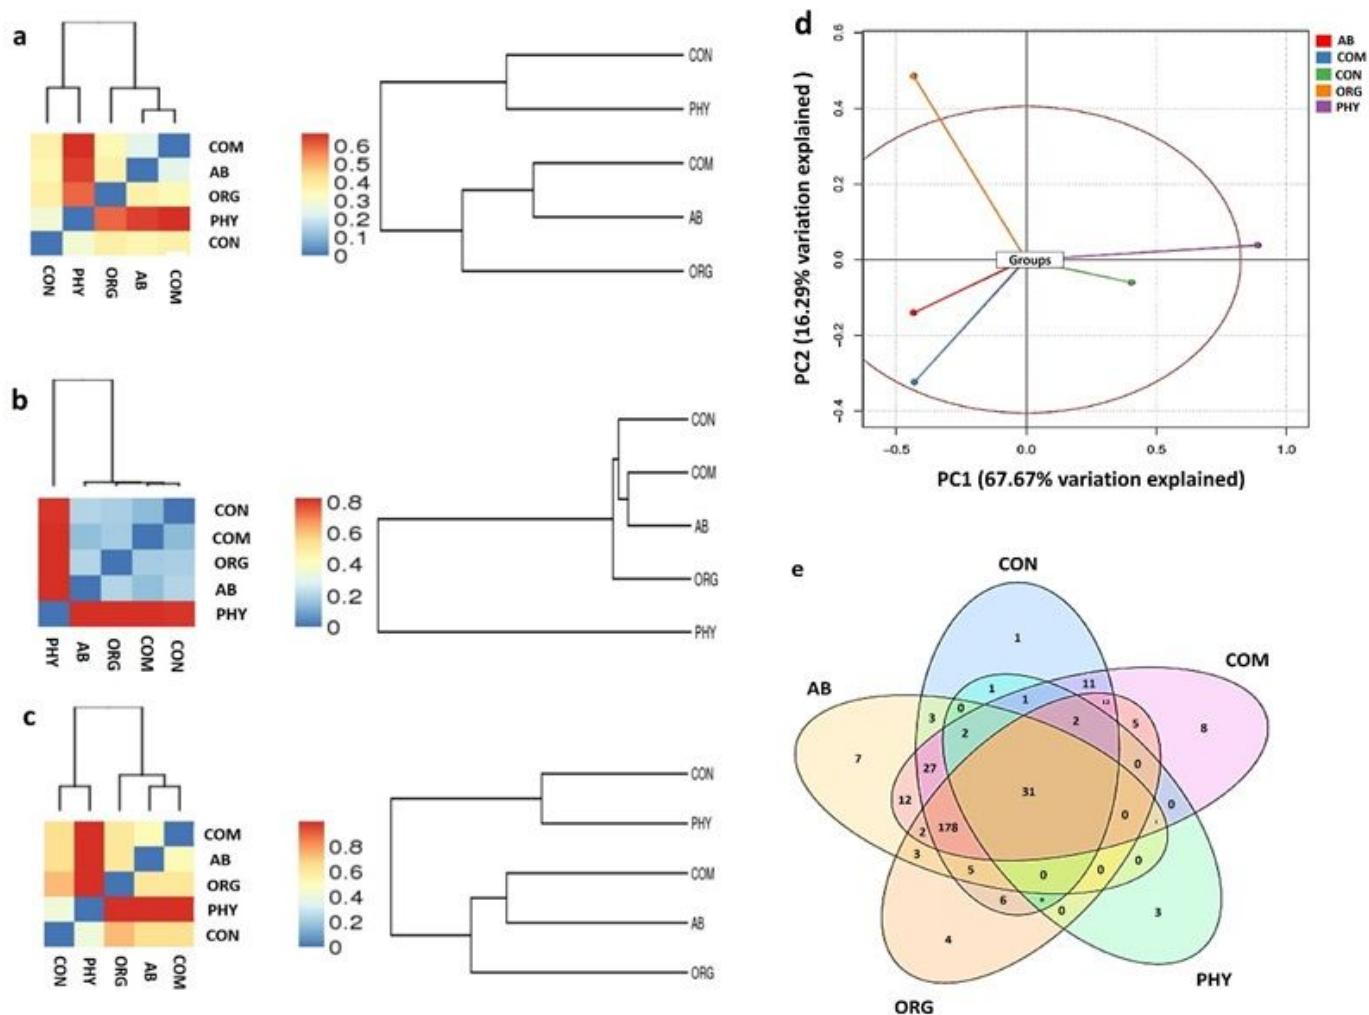 a
COM
AB
ORG
PHY
CON
CON
PHY
ORG
AB
COM
0.6
0.5
0.4
0.3
0.2
0.1
0
CON
PHY
COM
AB
ORG
b
CON
COM
ORG
AB
PHY
PHY
AB
ORG
COM
CON
0.8
0.6
0.4
0.2
0
CON
COM
AB
ORG
PHY
c
COM
AB
ORG
PHY
CON
CON
PHY
ORG
AB
COM
0.8
0.6
0.4
0.2
0
CON
PHY
COM
AB
ORG
d
PC2 (16.29% variation explained )
0.6
0.4
0.2
0.0
−0.2
−0.4
Groups
−0.5
0.0
0.5
1.0
PC1 (67.67% variation explained)
AB
COM
CON
ORG
PHY
e
CON
COM
AB
ORG
PHY
1
1
11
1
0
3
2
2
5
8
7
27
0
12
31
0
0
2
178
3
5
0
0
0
6
0
3
4